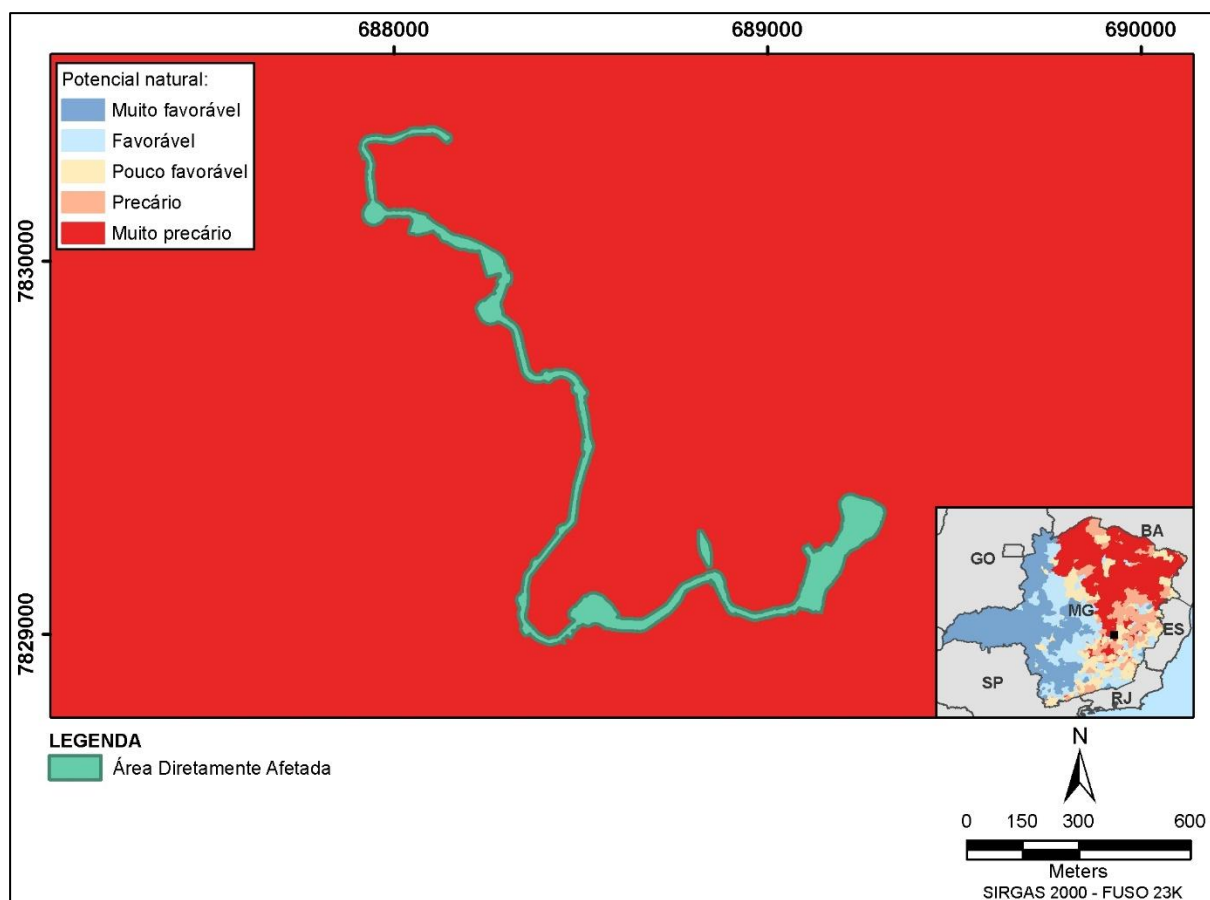 688000
689000
690000
7830000
7829000
Potencial natural:
Muito favorável
Favorável
Pouco favorável
Precário
Muito precário
BA
GO
MG
ES
SP
RJ
LEGENDA
Área Diretamente Afetada
N
0 150 300 600
Meters
SIRGAS 2000 - FUSO 23K